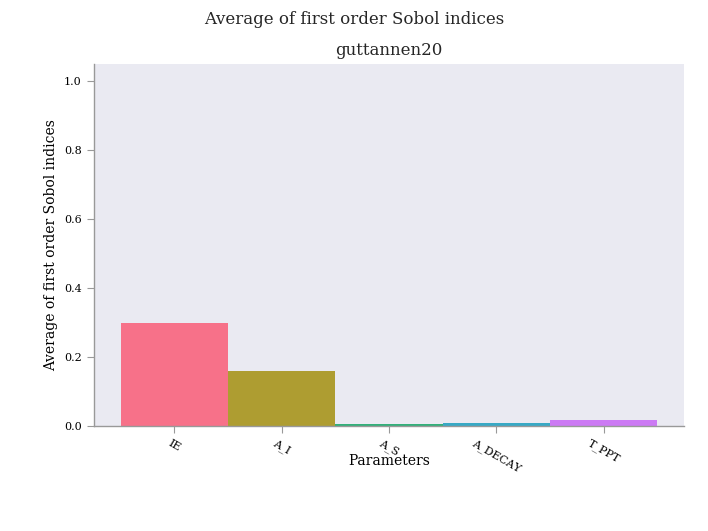 Average of first order Sobol indices
guttannen20
Average of first order Sobol indices
1.0
0.8
0.6
0.4
0.2
0.0
IE
A_I
A_S
A_DECAY
T_PPT
Parameters